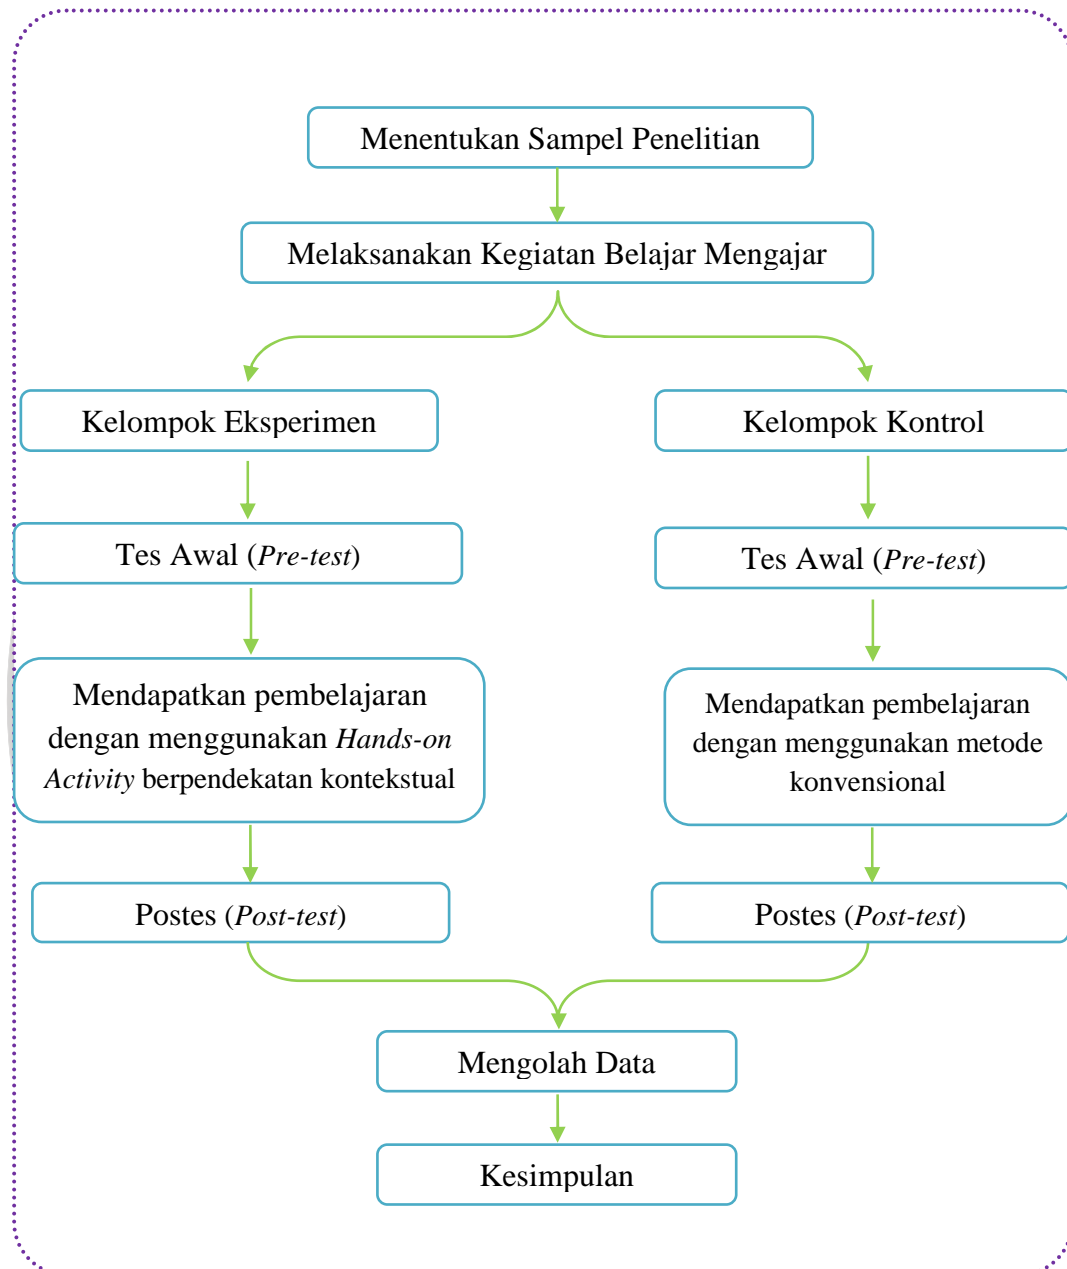 Menentukan Sampel Penelitian
Melaksanakan Kegiatan Belajar Mengajar
Kelompok Eksperimen
Kelompok Kontrol
Tes Awal (Pre-test)
Tes Awal (Pre-test)
Mendapatkan pembelajaran
dengan menggunakan Hands-on
Activity berpendekatan kontekstual
Mendapatkan pembelajaran
dengan menggunakan metode
konvensional
Postes (Post-test)
Postes (Post-test)
Mengolah Data
Kesimpulan